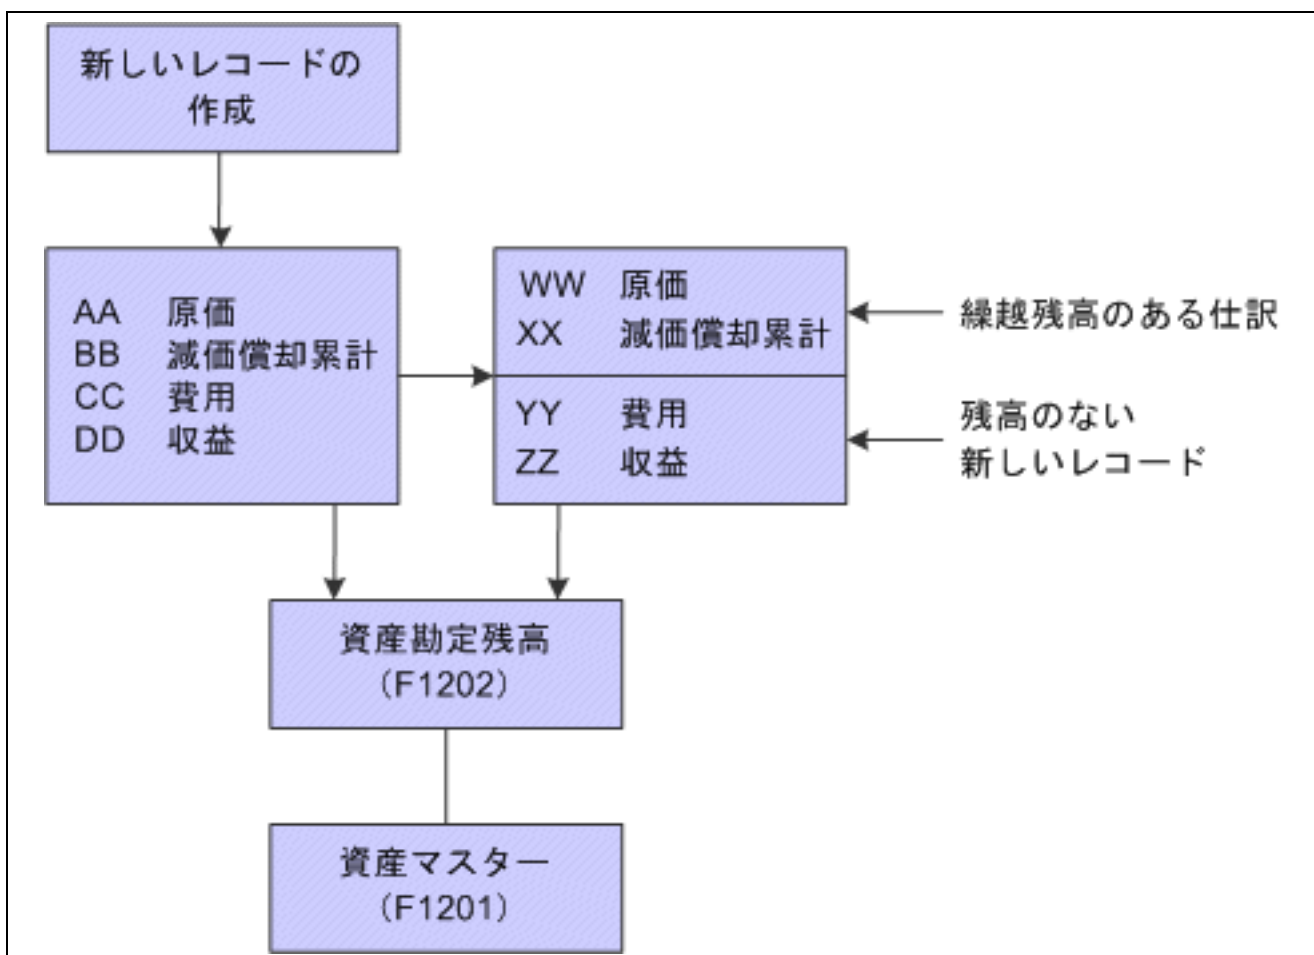 新しいレコードの
作成
AA 原価
BB 減価償却累計
CC 費用
DD 収益
WW 原価
XX 減価償却累計
YY 費用
ZZ 収益
繰越残高のある仕訳
残高のない
新しいレコード
資産勘定残高
（F1202）
資産マスター
（F1201）